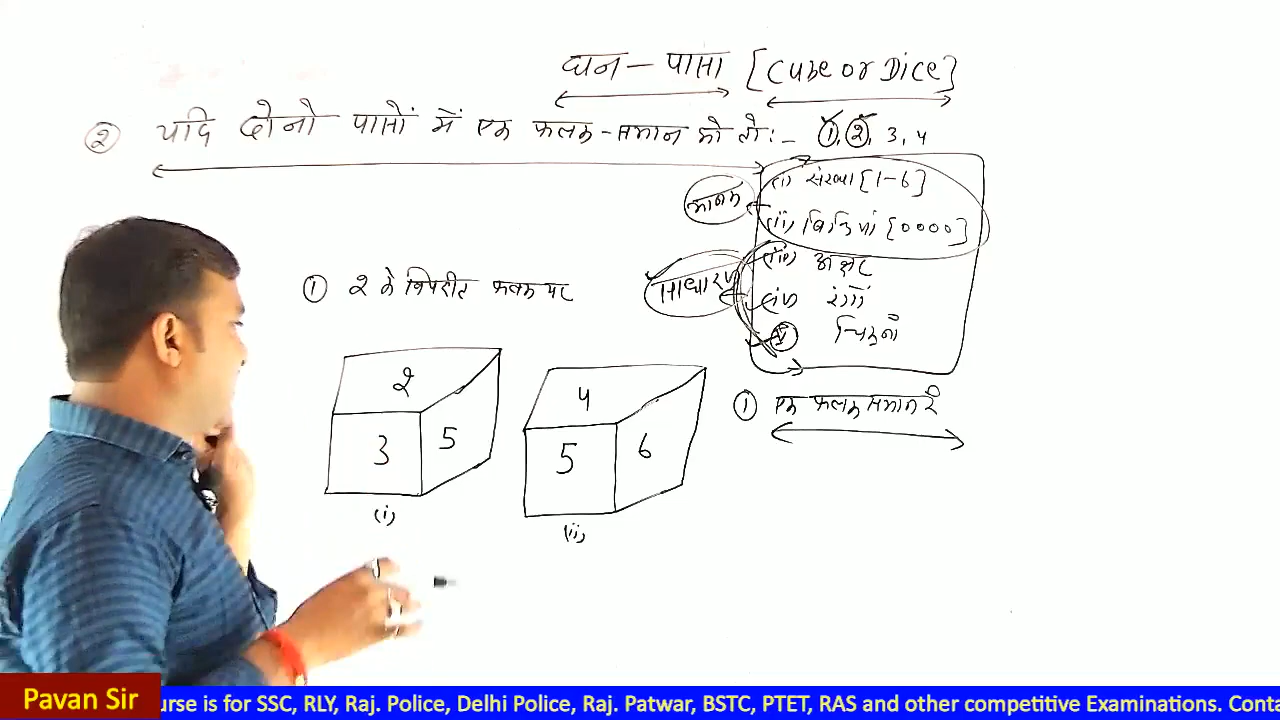 घन – पासा [Cube or Dice]
② यदि दोनो पासों में एक फलक - समान हो तो :- ①, ②, 3, 4
(i) संख्या [1-6]
मानक
(ii) बिन्दियां [0000]
(iii) अक्षर
साधारण
(iv) रंगों
(v) चिन्हों
① 2 के विपरीत फलक पर
① एक फलक समान है
2
3 5
(i)
4
5 6
(ii)
Pavan Sir
urse is for SSC, RLY, Raj. Police, Delhi Police, Raj. Patwar, BSTC, PTET, RAS and other competitive Examinations. Conta